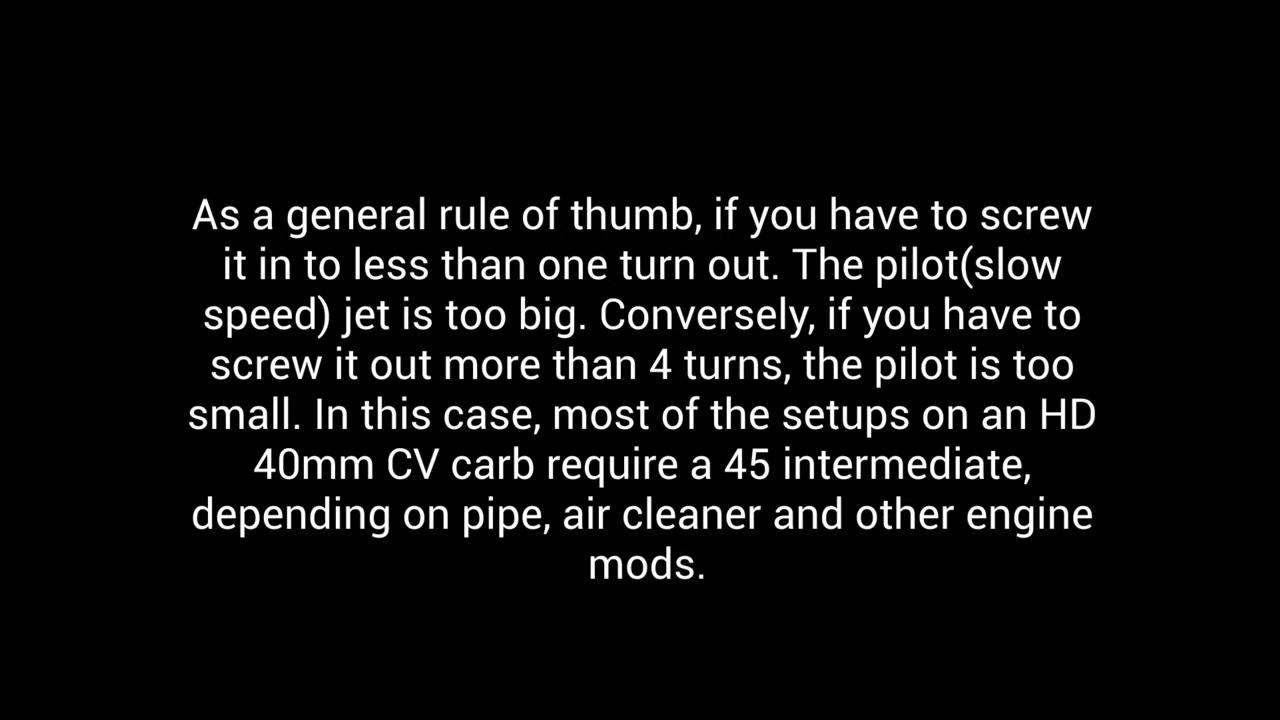 As a general rule of thumb, if you have to screw
it in to less than one turn out. The pilot(slow
speed) jet is too big. Conversely, if you have to
screw it out more than 4 turns, the pilot is too
small. In this case, most of the setups on an HD
40mm CV carb require a 45 intermediate,
depending on pipe, air cleaner and other engine
mods.